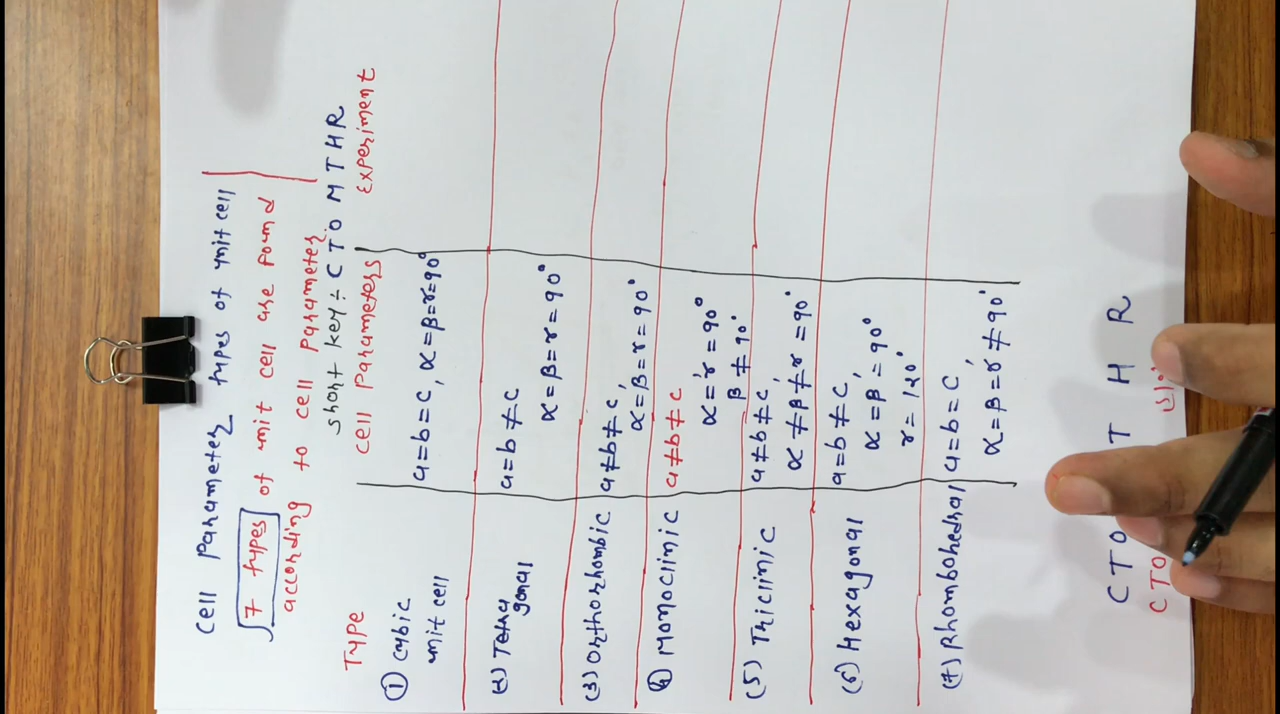 Cell parameter types of unit cell
7 types of unit cell are found
according to cell parameter.
short key ÷ C T O M T H R
TYPE cell parameters Experiment
① cubic a=b=c, α=β=γ=90°
unit cell
(2) Tetra a=b≠c
gonal α=β=γ=90°
(3) Orthorhombic a≠b≠c,
α=β=γ=90°
(4) Monoclinic a≠b≠c
α=γ=90°
β≠90°
(5) Triclinic a≠b≠c,
α≠β≠γ=90°
(6) Hexagonal a=b≠c
α=β=90°
γ=120°
(7) Rhombohedral a=b=c,
α=β=γ≠90°
C T O T H R
C T O